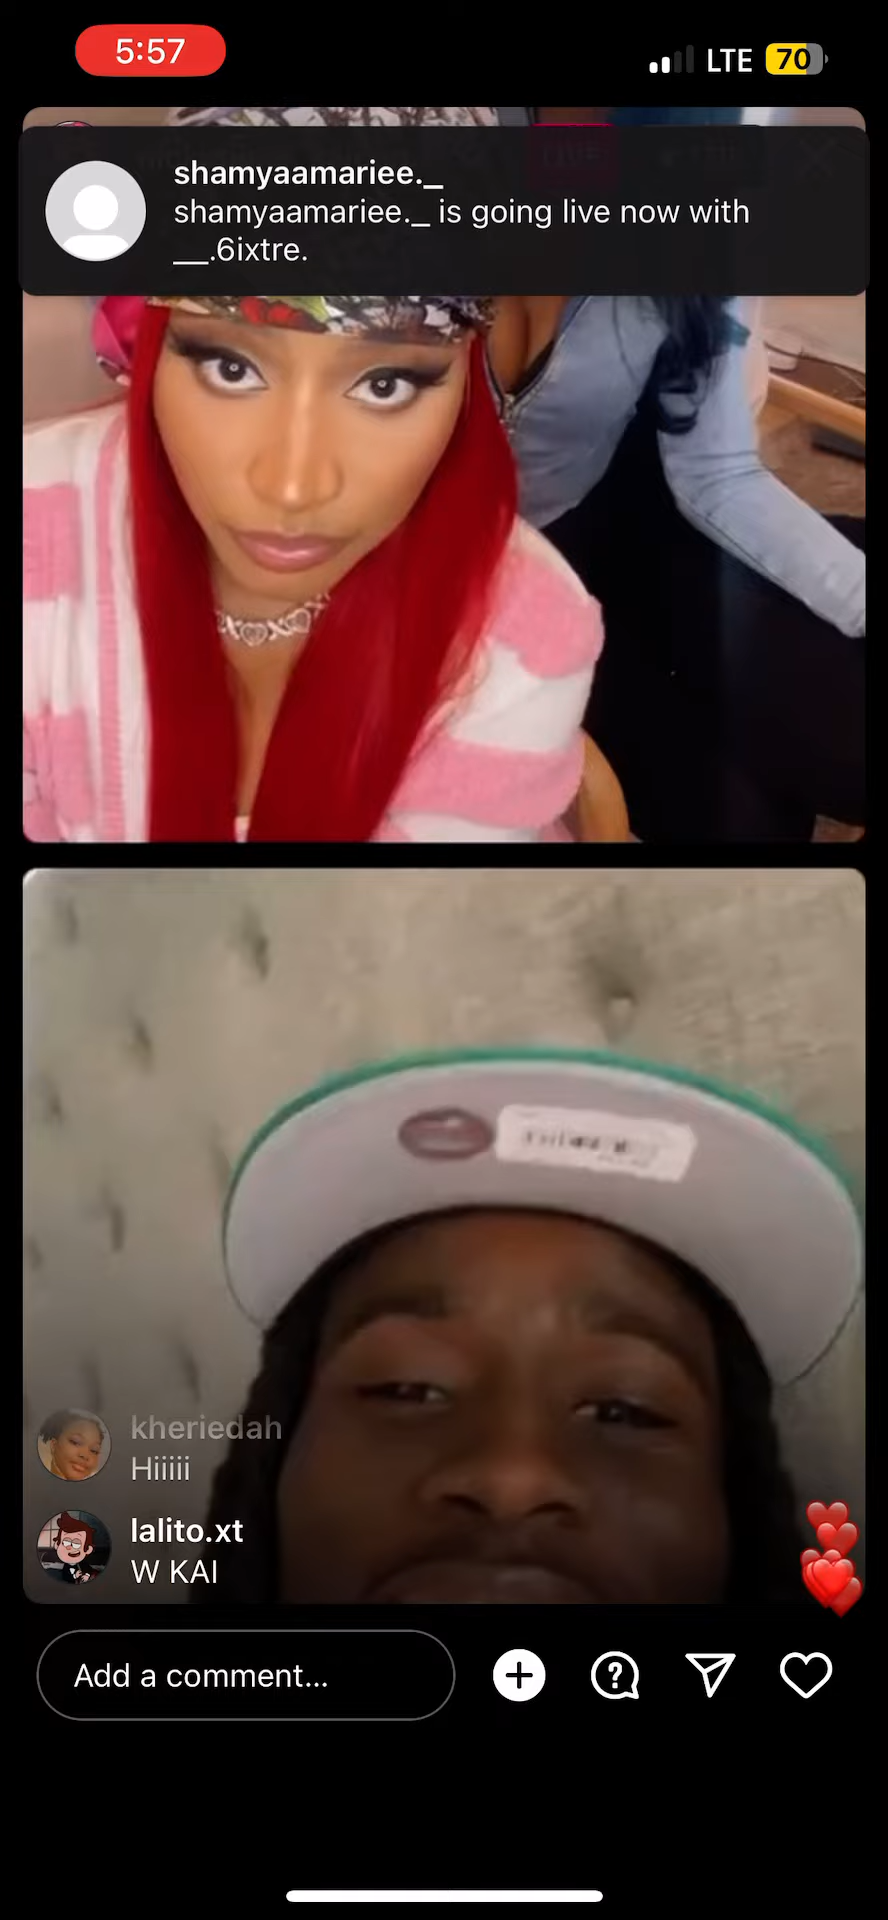 5:57
LTE
70
shamyaamariee._
shamyaamariee._ is going live now with
__.6ixtre.
kheriedah
Hiiiii
lalito.xt
W KAI
Add a comment...